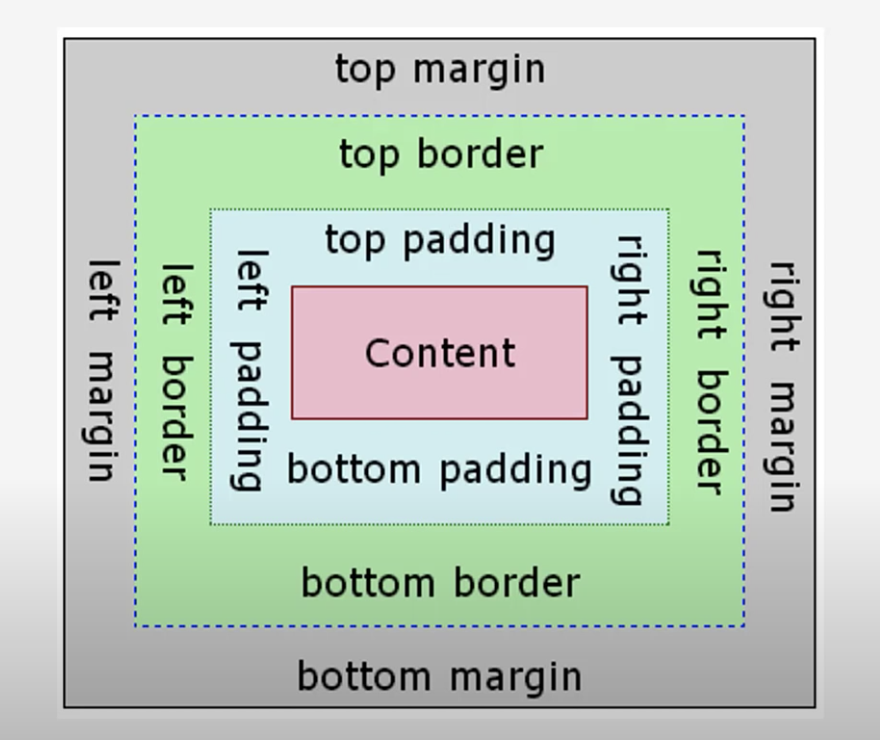 top margin
top border
top padding
left margin
left border
left padding
Content
right padding
right border
right margin
bottom padding
bottom border
bottom margin